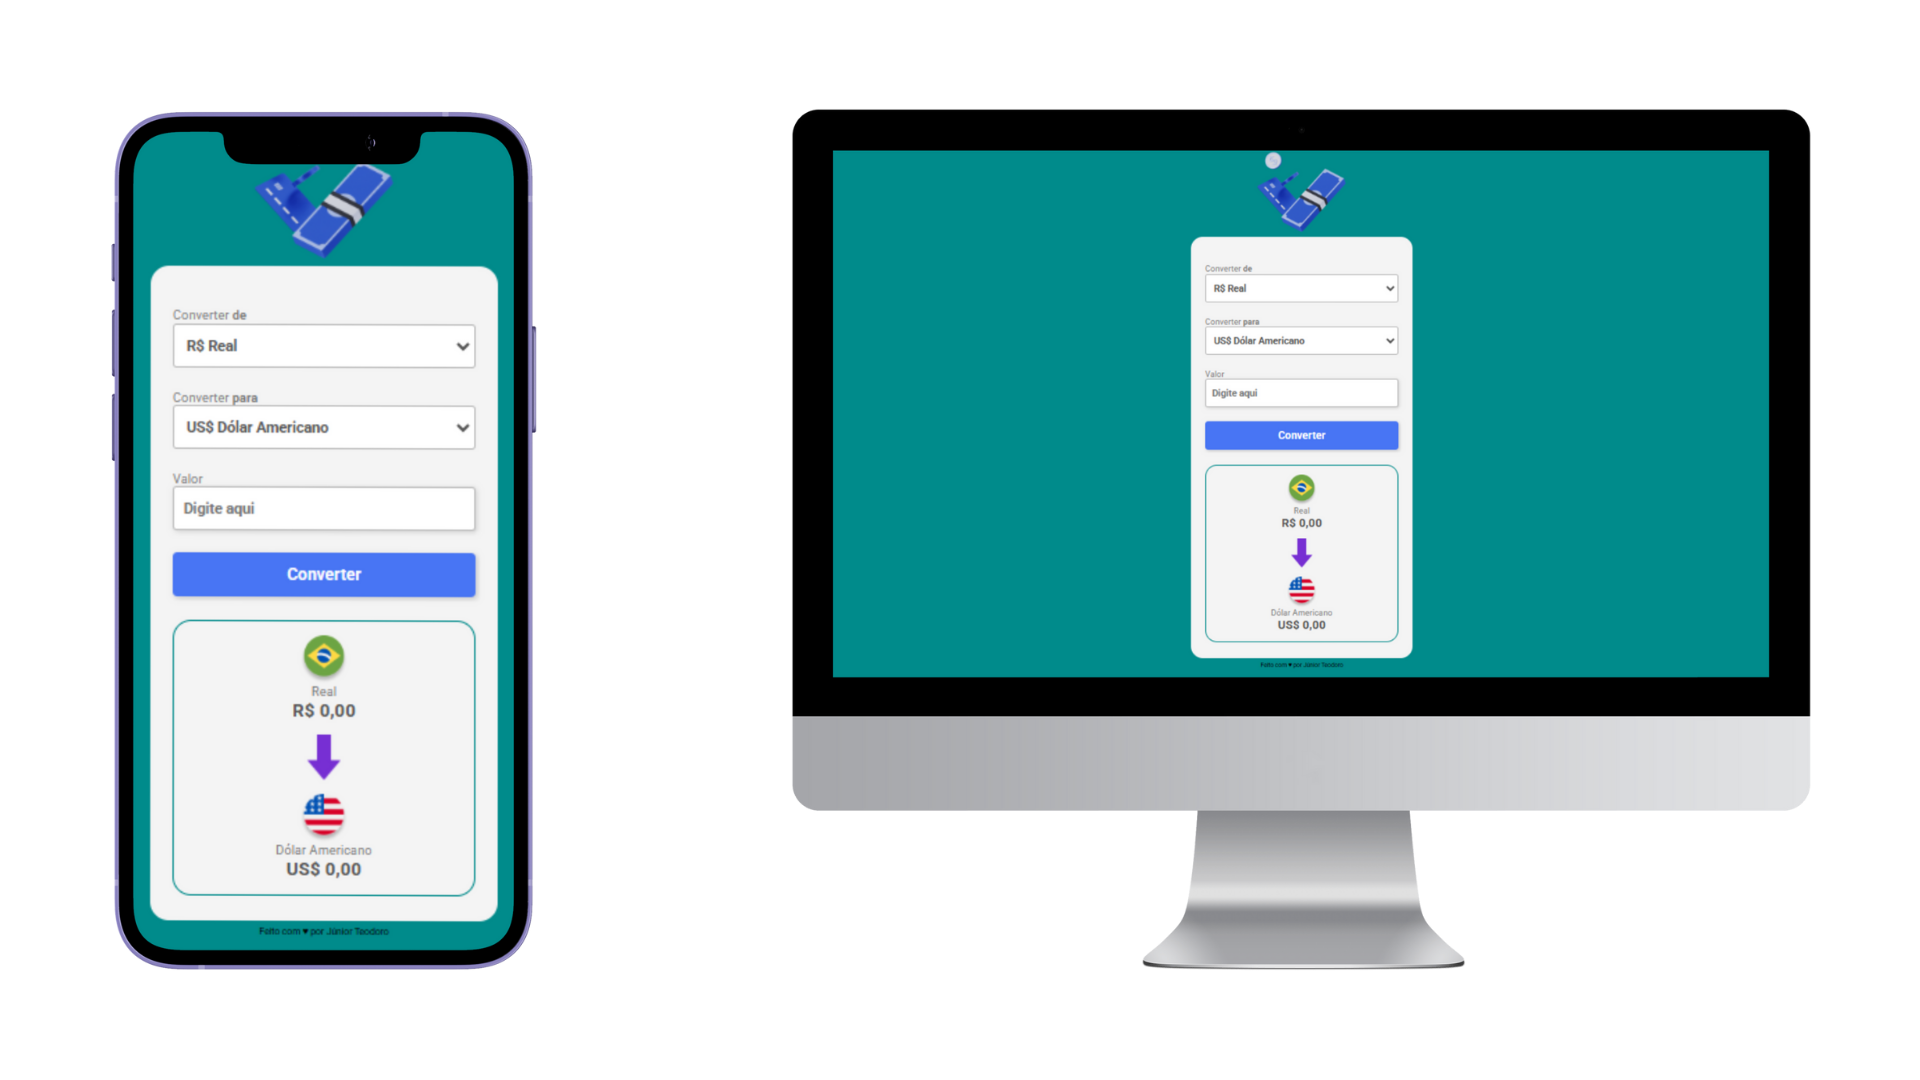 Converter de
R$ Real
Converter para
US$ Dólar Americano
Valor
Digite aqui
Converter
Real
R$ 0,00
Dólar Americano
US$ 0,00
Feito com ♥ por Júnior Teodoro
Converter de
R$ Real
Converter para
US$ Dólar Americano
Valor
Digite aqui
Converter
Real
R$ 0,00
Dólar Americano
US$ 0,00
Feito com ♥ por Júnior Teodoro